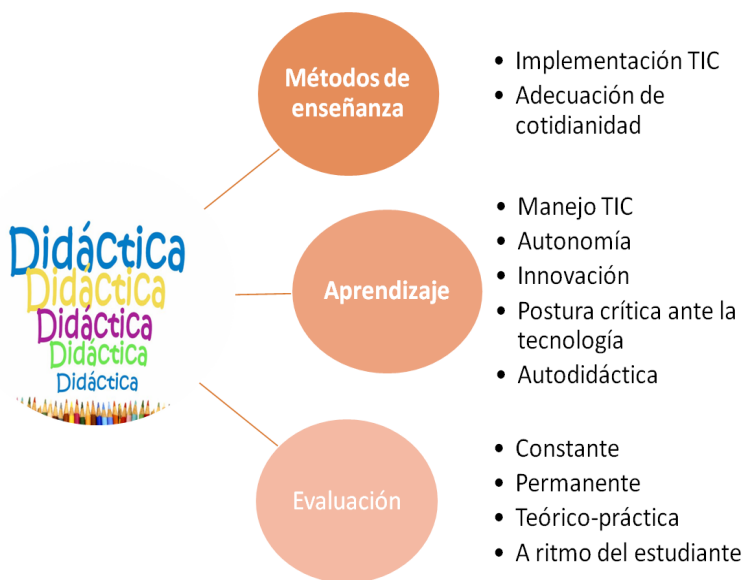 Didáctica
Didáctica
Didáctica
Didáctica
Didáctica
Métodos de
enseñanza
• Implementación TIC
• Adecuación de
cotidianidad
Aprendizaje
• Manejo TIC
• Autonomía
• Innovación
• Postura crítica ante la
tecnología
• Autodidáctica
Evaluación
• Constante
• Permanente
• Teórico-práctica
• A ritmo del estudiante